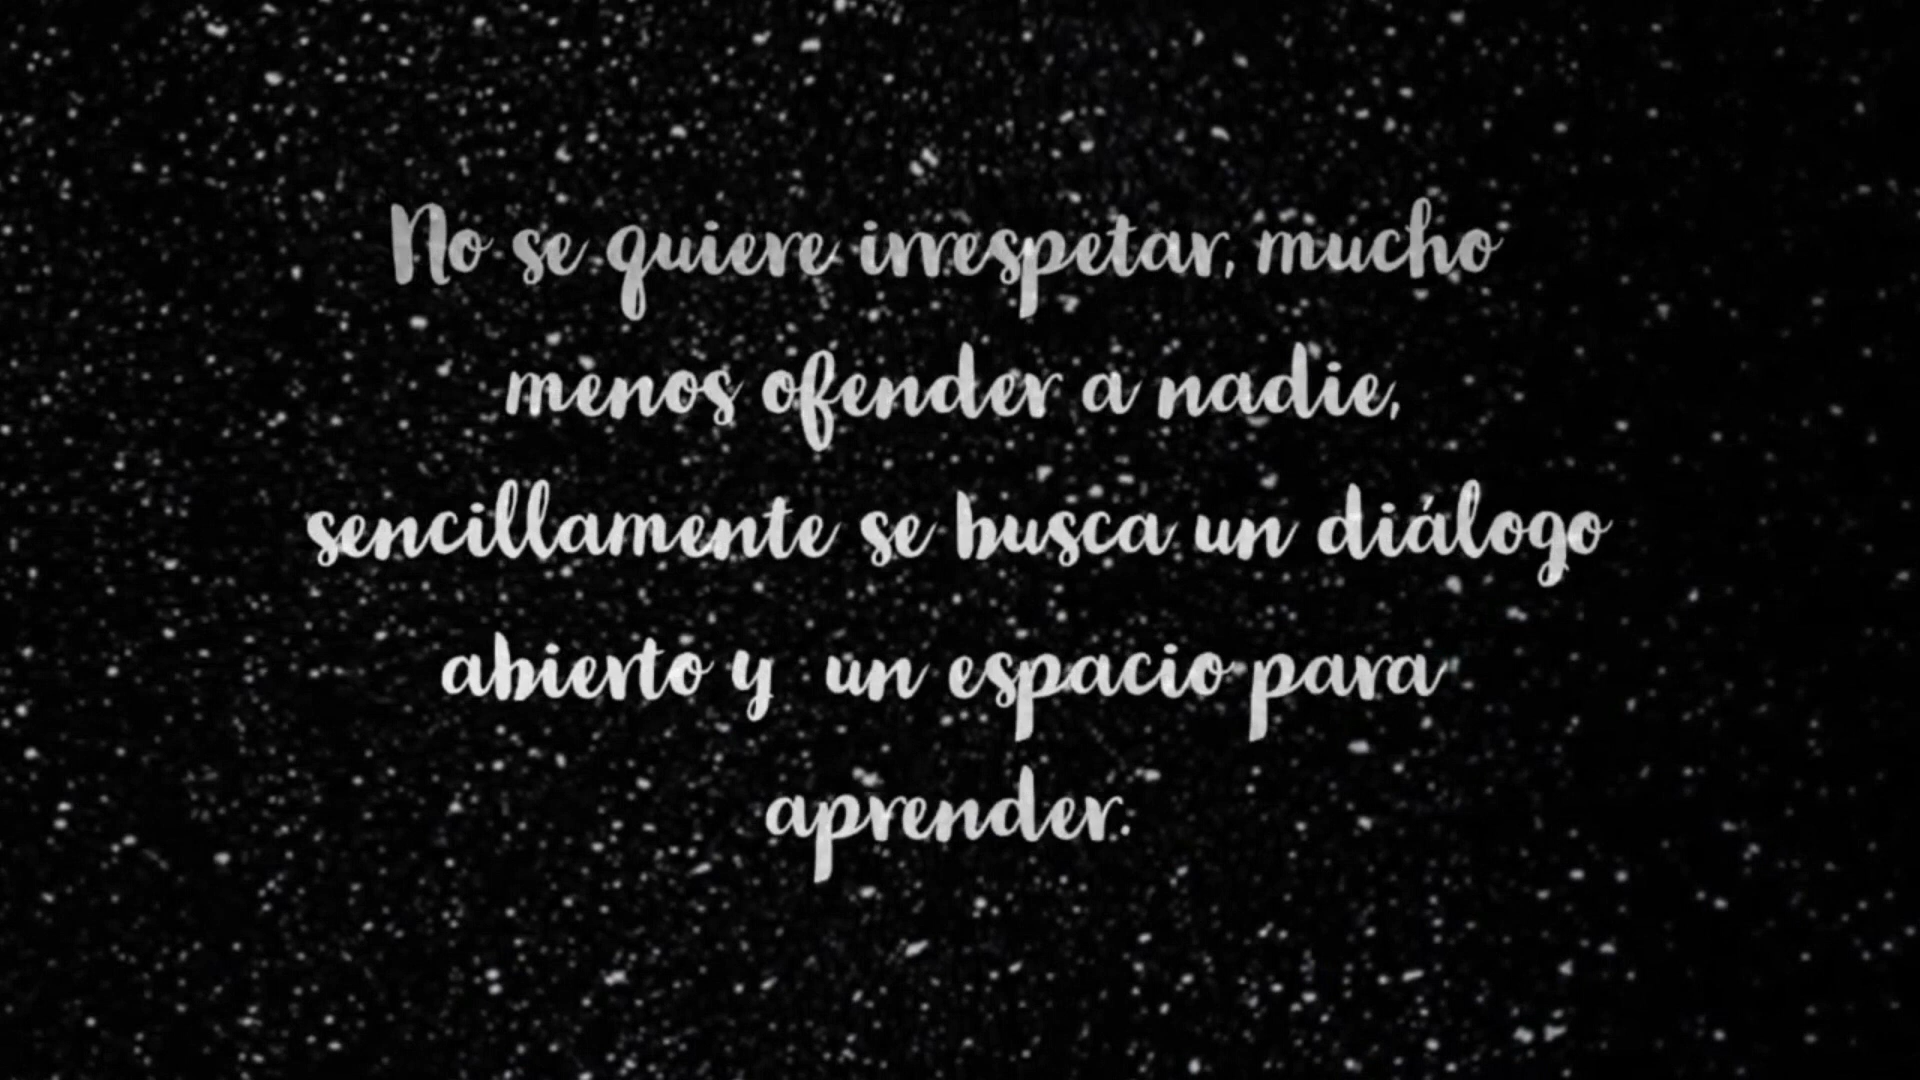 No se quiere irrespetar, mucho
menos ofender a nadie,
sencillamente se busca un diálogo
abierto y un espacio para
aprender.